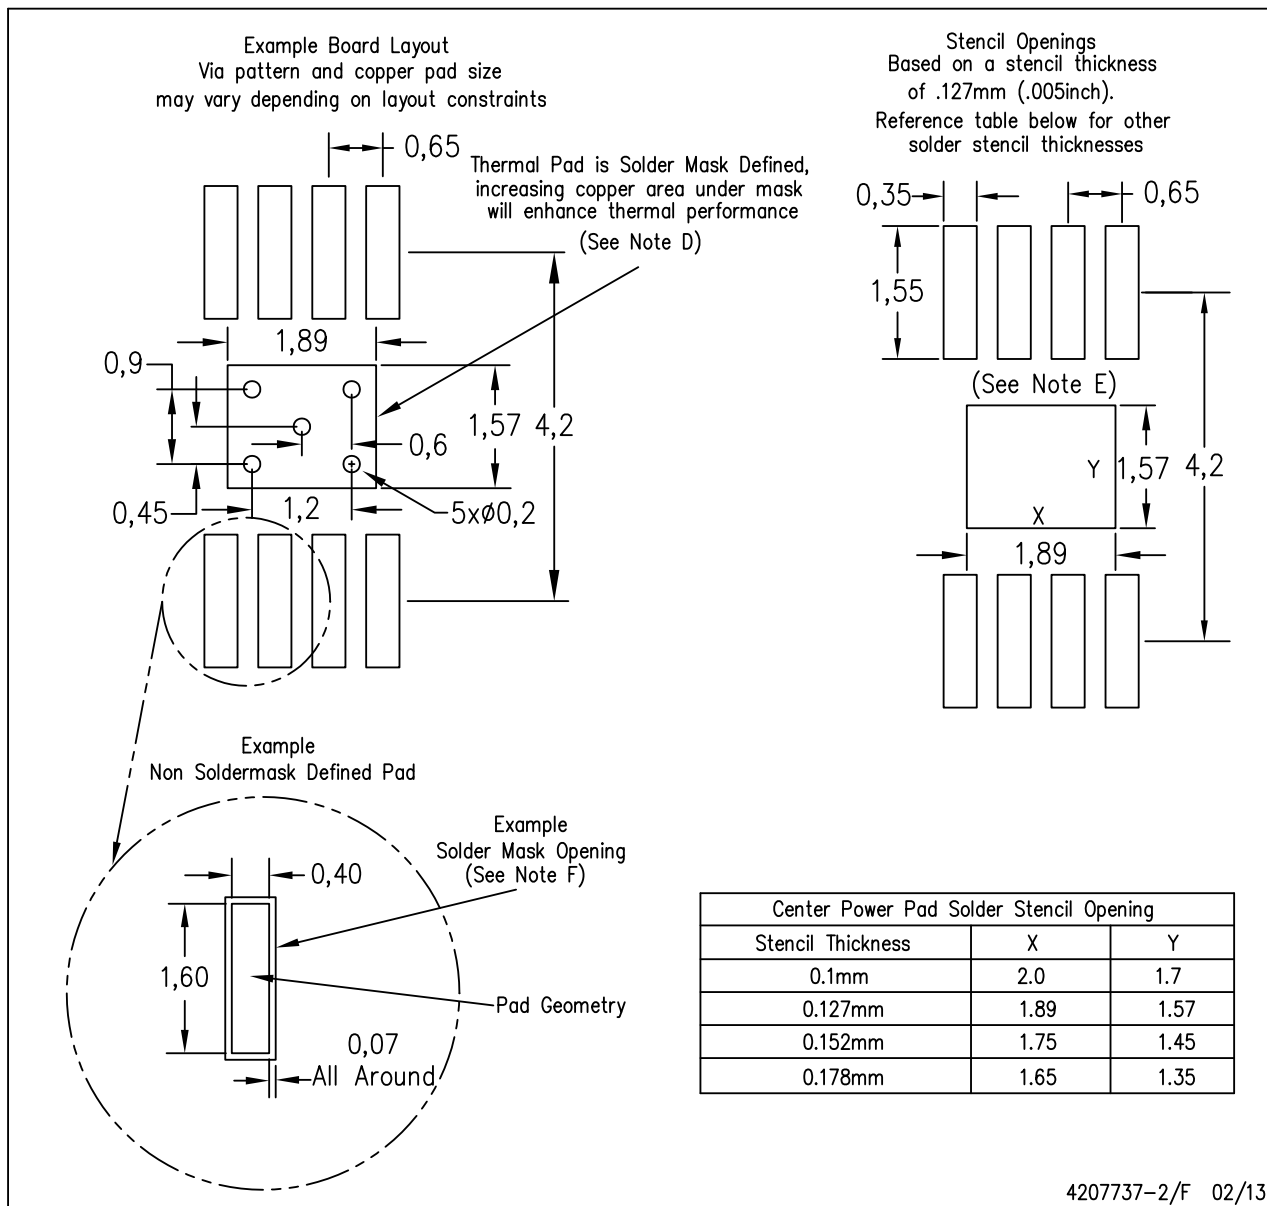 Example Board Layout
Via pattern and copper pad size
may vary depending on layout constraints
0,65
Thermal Pad is Solder Mask Defined,
increasing copper area under mask
will enhance thermal performance
(See Note D)
1,89
0,9
1,57
4,2
0,6
0,45
1,2
5xø0,2
Stencil Openings
Based on a stencil thickness
of .127mm (.005inch).
Reference table below for other
solder stencil thicknesses
0,35
0,65
1,55
(See Note E)
Y
1,57
4,2
X
1,89
Example
Non Soldermask Defined Pad
Example
Solder Mask Opening
(See Note F)
0,40
1,60
Pad Geometry
0,07
All Around
Center Power Pad Solder Stencil Opening
Stencil Thickness X Y
0.1mm 2.0 1.7
0.127mm 1.89 1.57
0.152mm 1.75 1.45
0.178mm 1.65 1.35
4207737-2/F 02/13